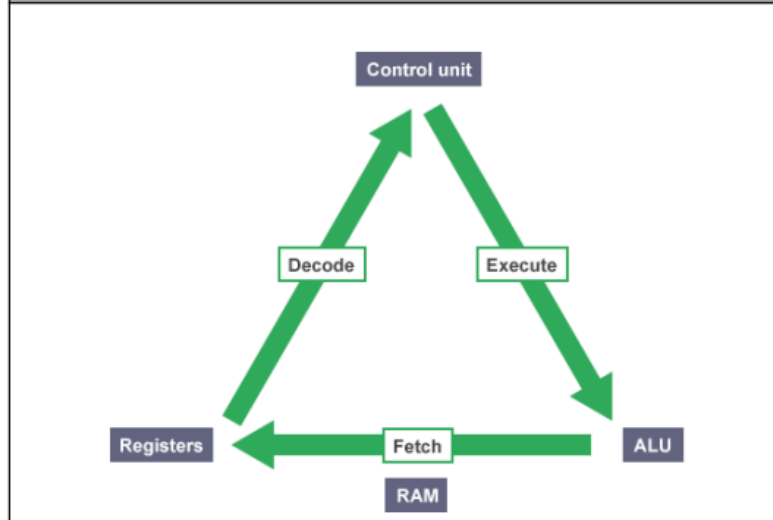 Control unit
Decode
Execute
Registers
Fetch
ALU
RAM